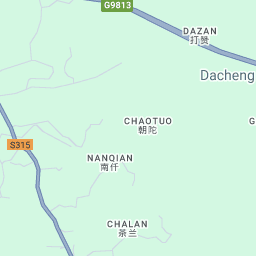 G9813
DAZAN
打赞
Dacheng
CHAOTUO
朝陀
G
S315
NANQIAN
南仟
CHALAN
茶兰